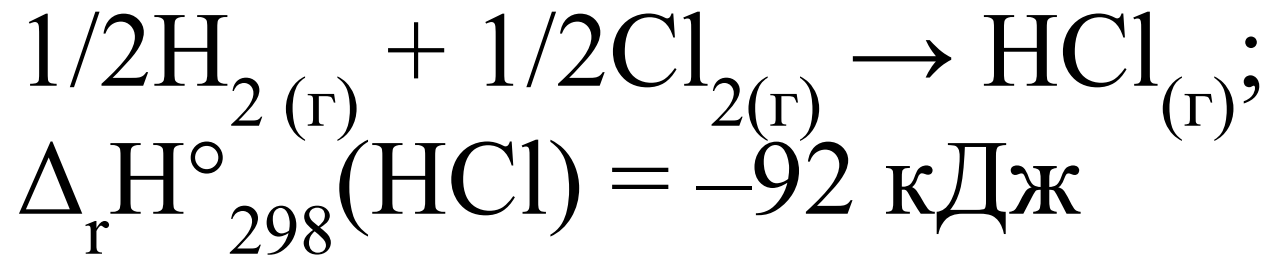 1/2H₂ (г) + 1/2Cl₂(г) → HCl(г);
ΔrH°₂₉₈(HCl) = –92 кДж